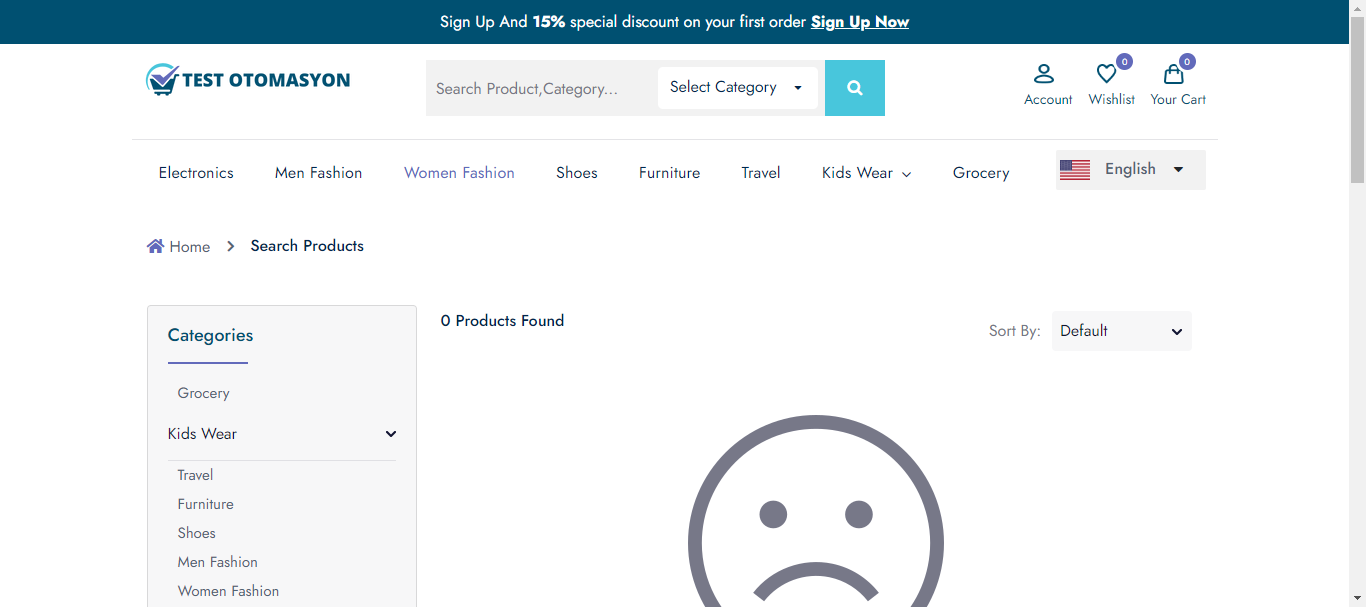 Sign Up And 15% special discount on your first order Sign Up Now
TEST OTOMASYON
Search Product,Category...
Select Category
0
0
Account
Wishlist
Your Cart
Electronics
Men Fashion
Women Fashion
Shoes
Furniture
Travel
Kids Wear
Grocery
English
Home
Search Products
Categories
Grocery
Kids Wear
Travel
Furniture
Shoes
Men Fashion
Women Fashion
0 Products Found
Sort By:
Default